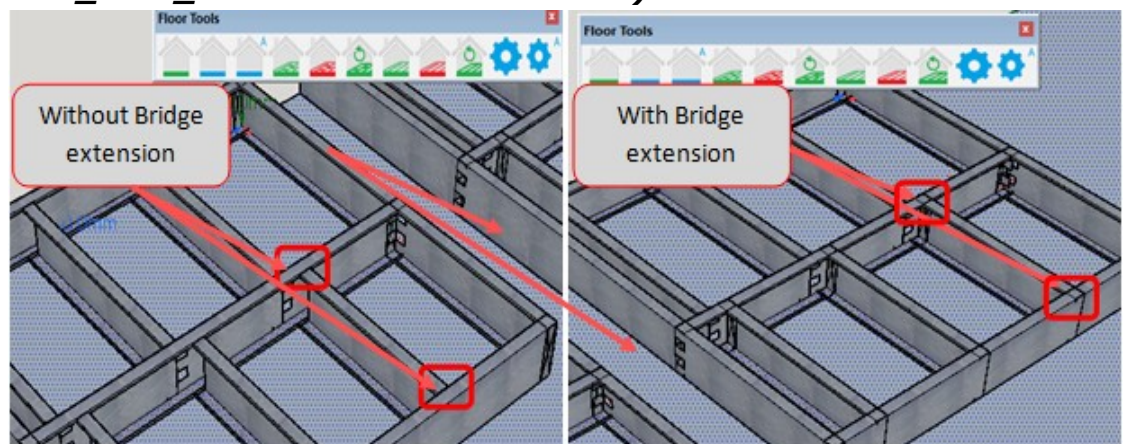 Floor Tools
Without Bridge
extension
Floor Tools
With Bridge
extension